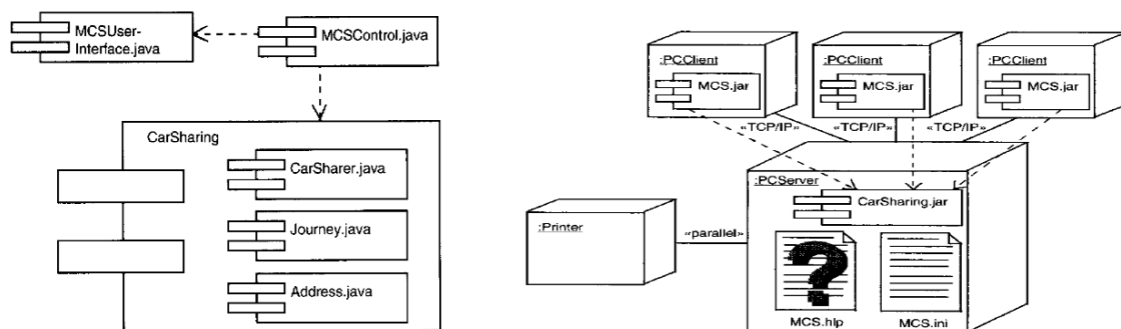 MCSUser-
Interface.java
MCSControl.java
CarSharing
CarSharer.java
Journey.java
Address.java
:PCClient
MCS.jar
:PCClient
MCS.jar
:PCClient
MCS.jar
«TCP/IP»
«TCP/IP»
«TCP/IP»
:PCServer
CarSharing.jar
:Printer
«parallel»
?
MCS.hlp
MCS.ini